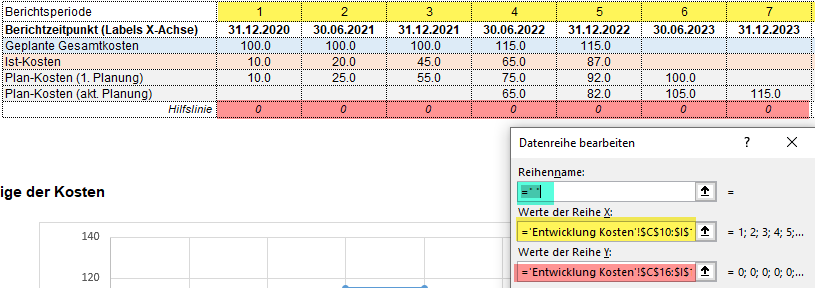 Berichtsperiode 1 2 3 4 5 6 7
Berichtzeitpunkt (Labels X-Achse) 31.12.2020 30.06.2021 31.12.2021 30.06.2022 31.12.2022 30.06.2023 31.12.2023
Geplante Gesamtkosten 100.0 100.0 100.0 115.0 115.0
Ist-Kosten 10.0 20.0 45.0 65.0 87.0
Plan-Kosten (1. Planung) 10.0 25.0 55.0 75.0 92.0 100.0
Plan-Kosten (akt. Planung) 65.0 82.0 105.0 115.0
Hilfslinie 0 0 0 0 0 0 0
Datenreihe bearbeiten ×
Reihenname:
=" " =
ige der Kosten
Werte der Reihe X:
='Entwicklung Kosten'!$C$10:$I$ = 1; 2; 3; 4; 5;...
140
Werte der Reihe Y:
='Entwicklung Kosten'!$C$16:$I$ = 0; 0; 0; 0; 0;...
120